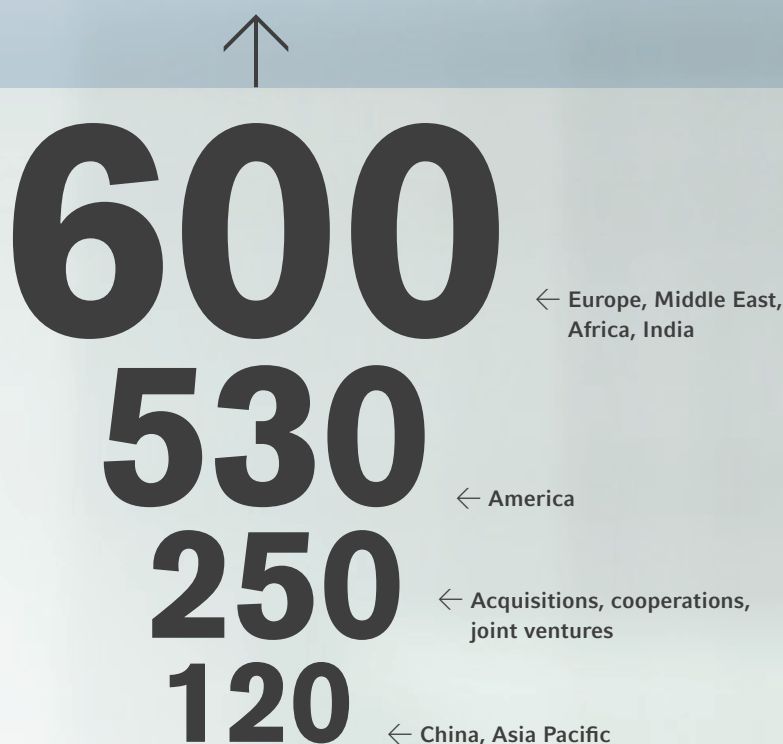 600
Europe, Middle East,
Africa, India
530
America
250
Acquisitions, cooperations,
joint ventures
120
China, Asia Pacific